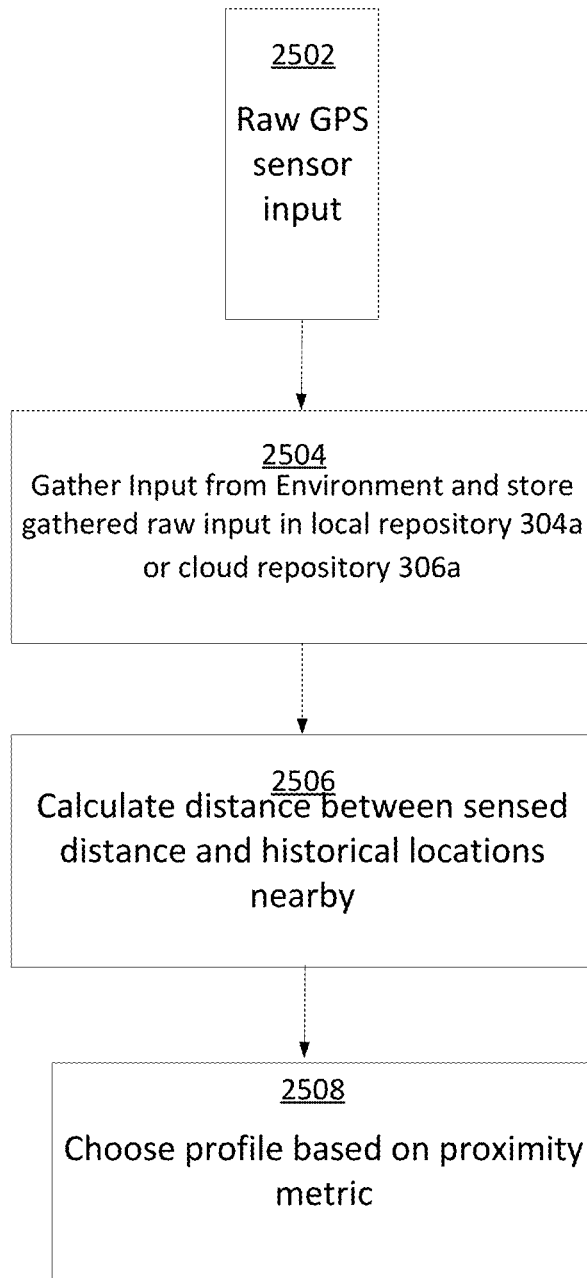 2502
Raw GPS
sensor
input
2504
Gather Input from Environment and store
gathered raw input in local repository 304a
or cloud repository 306a
2506
Calculate distance between sensed
distance and historical locations
nearby
2508
Choose profile based on proximity
metric